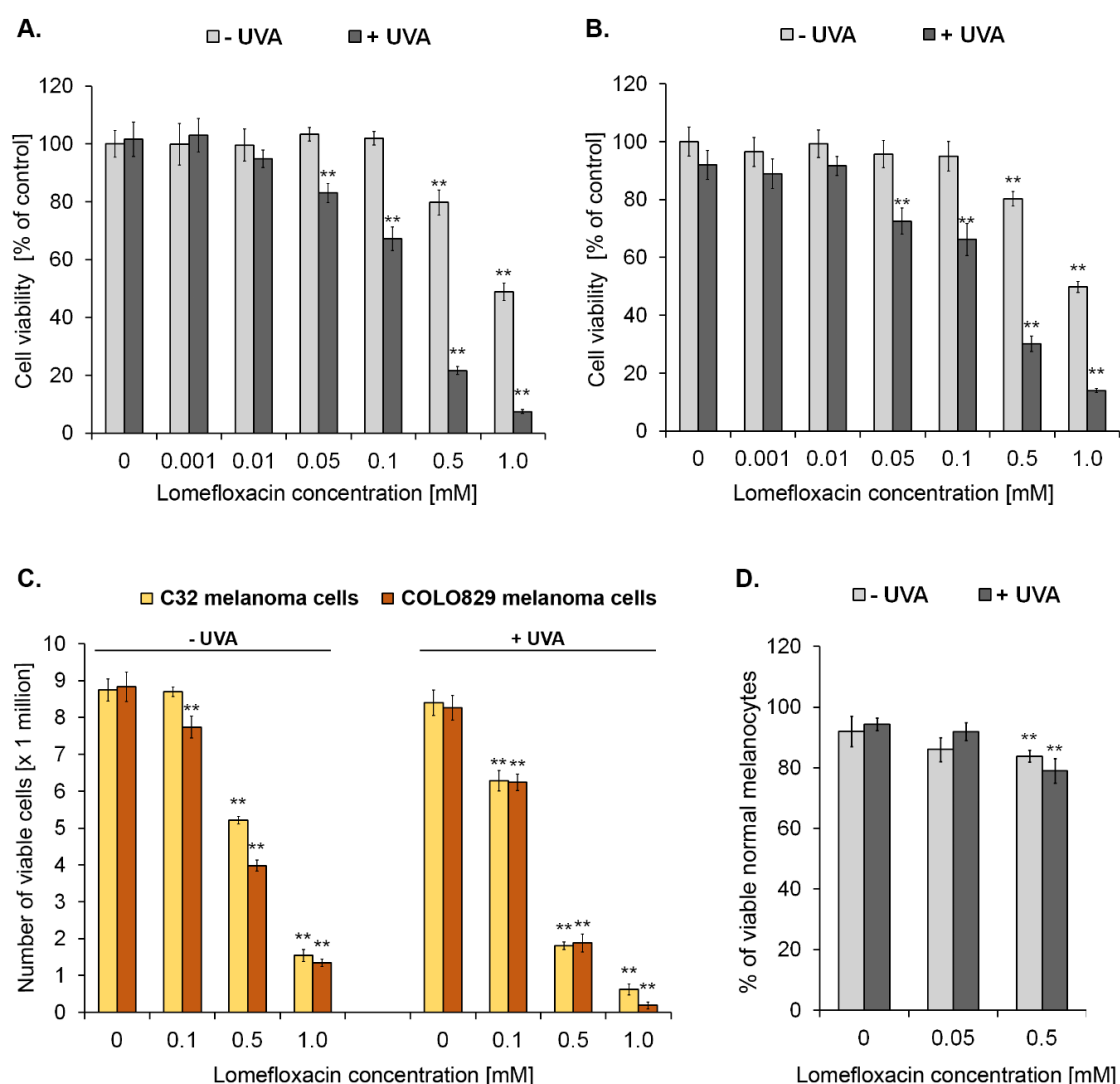 A.
- UVA + UVA
Cell viability [% of control]
120
100
80
60
40
20
0
** ** ** ** ** **
0 0.001 0.01 0.05 0.1 0.5 1.0
Lomefloxacin concentration [mM]
B.
- UVA + UVA
Cell viability [% of control]
120
100
80
60
40
20
0
** ** ** ** ** **
0 0.001 0.01 0.05 0.1 0.5 1.0
Lomefloxacin concentration [mM]
C.
C32 melanoma cells COLO829 melanoma cells
- UVA + UVA
Number of viable cells [x 1 million]
10
9
8
7
6
5
4
3
2
1
0
** ** ** ** ** ** ** ** ** ** **
0 0.1 0.5 1.0 0 0.1 0.5 1.0
Lomefloxacin concentration [mM]
D.
- UVA + UVA
% of viable normal melanocytes
120
100
80
60
40
20
0
** **
0 0.05 0.5
Lomefloxacin concentration [mM]